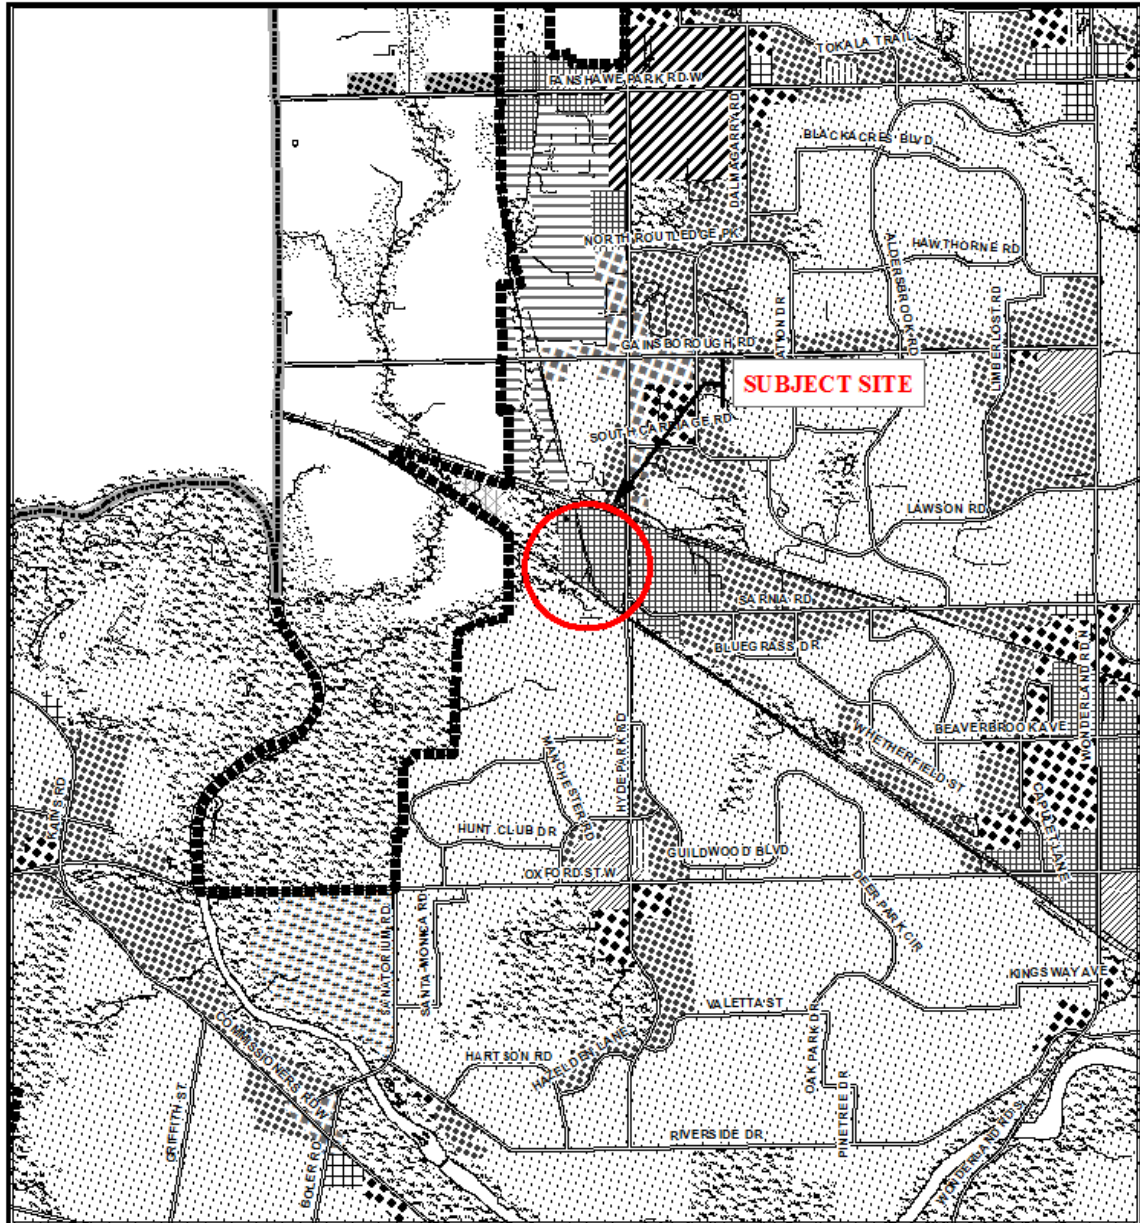 TOKALA TRAIL
FANSHAWE PARK RD W
DALMAGARRY RD
BLACKACRES BLVD
NORTH ROUTLEDGE PK
HAWTHORNE RD
ALDERSBROOK RD
LIMBERLOST RD
ATION DR
GAINSBOROUGH RD
SUBJECT SITE
SOUTH CARRIAGE RD
LAWSON RD
SARNIA RD
BLUEGRASS DR
WONDERLAND RD N
BEAVERBROOK AVE
WHETHERFIELD ST
HYDE PARK RD
MANCHESTER RD
KAINS RD
CAPULET LANE
HUNT CLUB DR
GUILDWOOD BLVD
OXFORD ST W
DEER PARK CIR
SANATORIUM RD
SANTA MONICA RD
KINGSWAY AVE
VALETTA ST
OAK PARK DR
COMMISSIONERS RD W
HARTSON RD
HAZELDEN LANE
PINETREE DR
GRIFFITH ST
RIVERSIDE DR
BOLER RD
WONDERLAND RD S